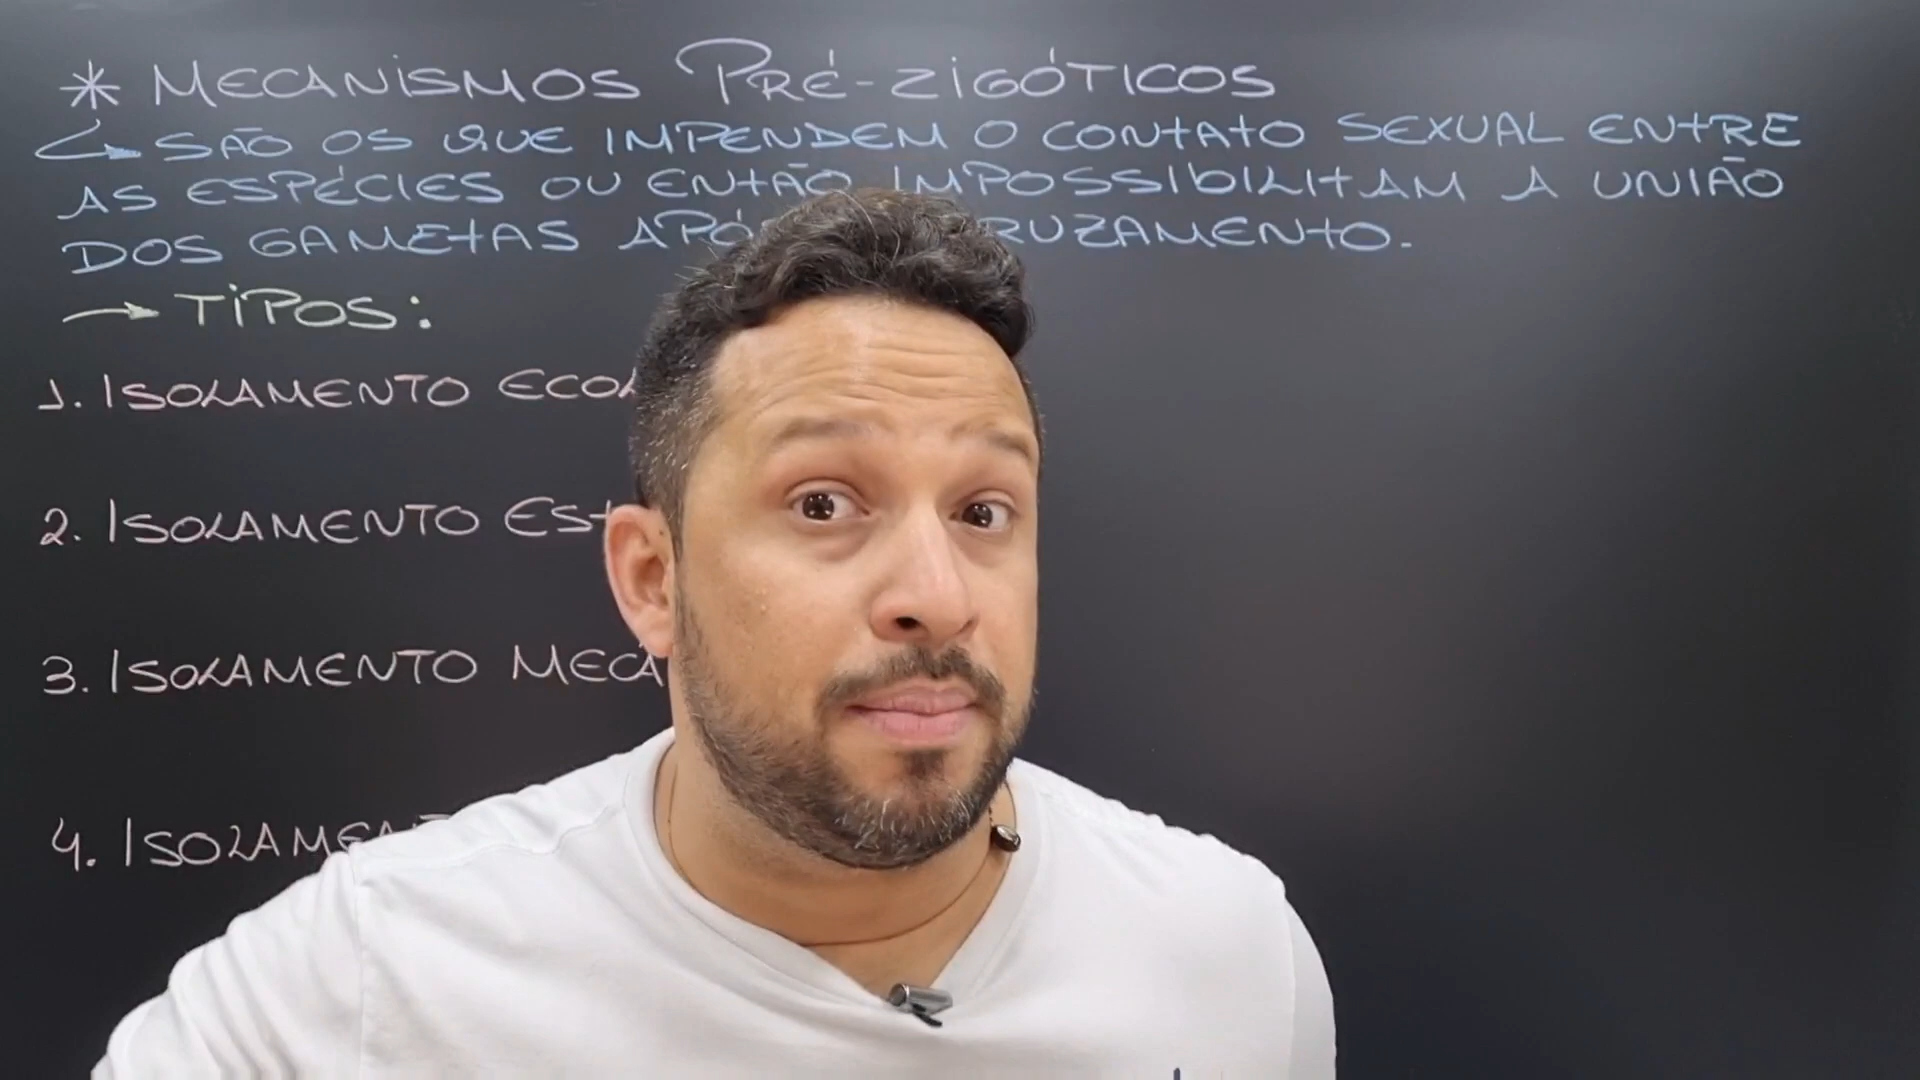 * MECANISMOS PRÉ-ZIGÓTICOS
SÃO OS QUE IMPENDEM O CONTATO SEXUAL ENTRE
AS ESPÉCIES OU ENTÃO IMPOSSIBILITAM A UNIÃO
DOS GAMETAS CRUZAMENTO.
→ TIPOS:
1. ISOLAMENTO
2. ISOLAMENTO
3. ISOLAMENTO
4.